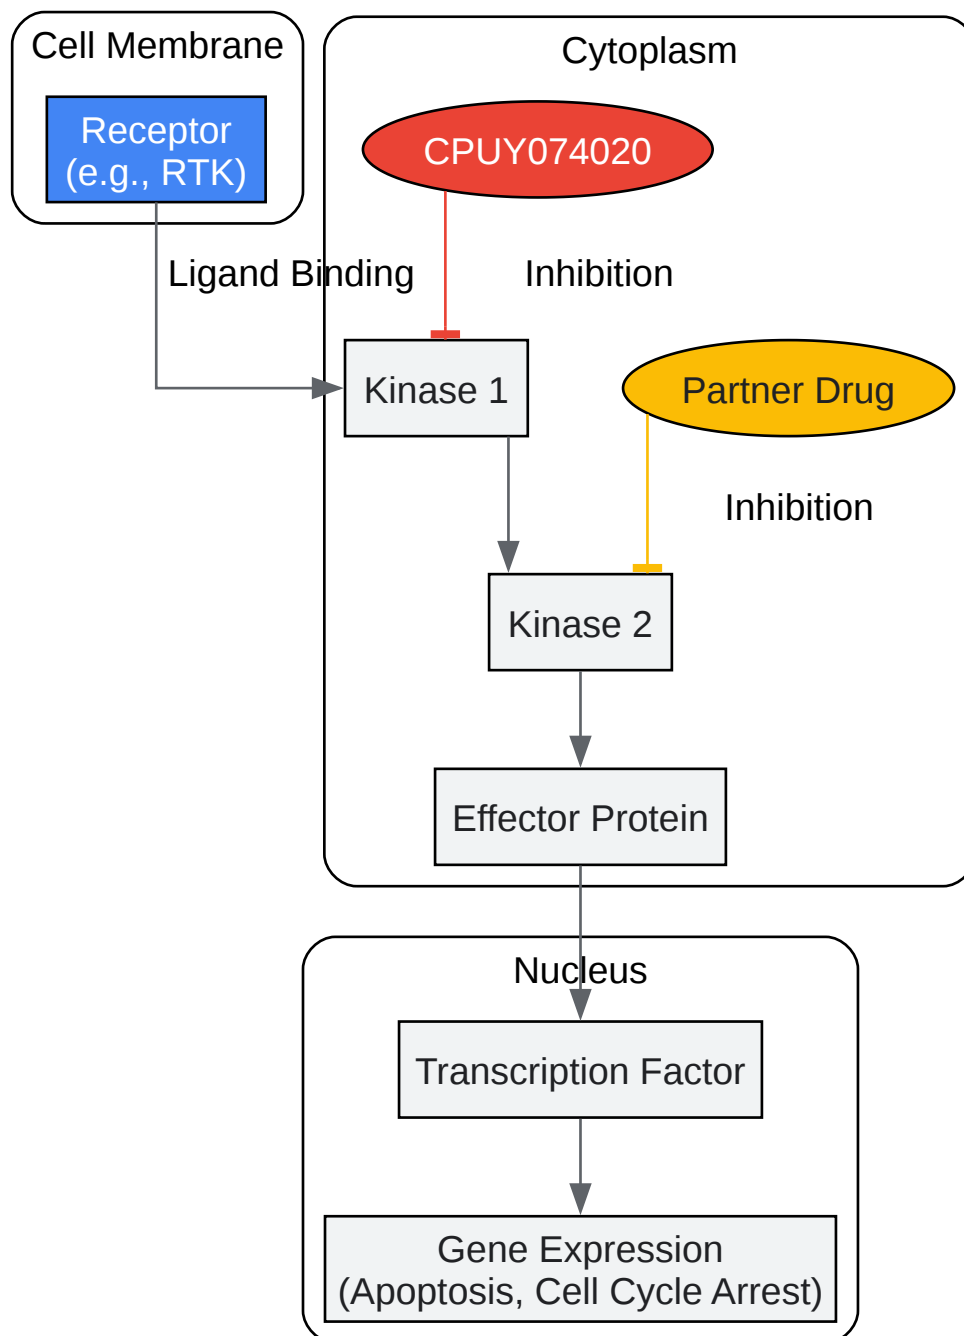 Cell Membrane
Receptor
(e.g., RTK)
Cytoplasm
CPUY074020
Ligand Binding
Inhibition
Kinase 1
Partner Drug
Inhibition
Kinase 2
Effector Protein
Nucleus
Transcription Factor
Gene Expression
(Apoptosis, Cell Cycle Arrest)